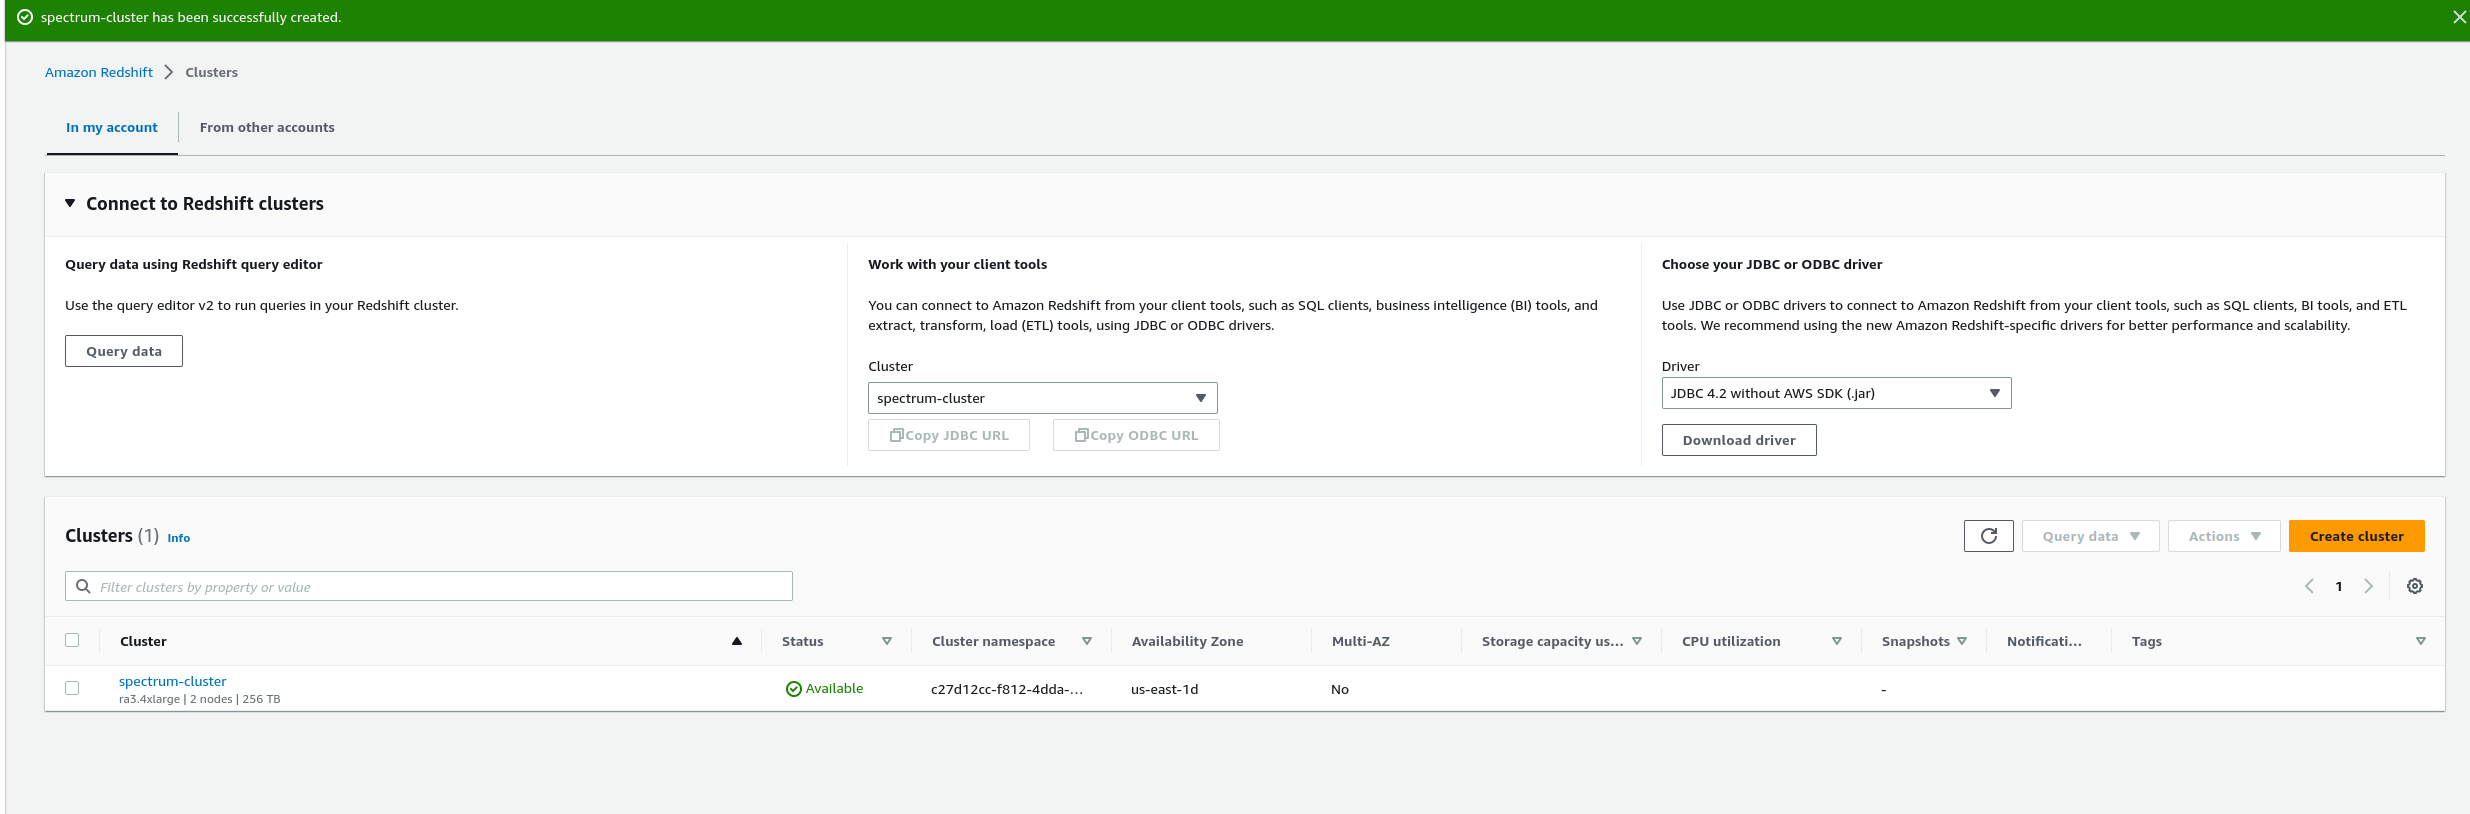 spectrum-cluster has been successfully created.
Amazon Redshift
Clusters
In my account
From other accounts
Connect to Redshift clusters
Query data using Redshift query editor
Use the query editor v2 to run queries in your Redshift cluster.
Query data
Work with your client tools
You can connect to Amazon Redshift from your client tools, such as SQL clients, business intelligence (BI) tools, and
extract, transform, load (ETL) tools, using JDBC or ODBC drivers.
Cluster
spectrum-cluster
Copy JDBC URL
Copy ODBC URL
Choose your JDBC or ODBC driver
Use JDBC or ODBC drivers to connect to Amazon Redshift from your client tools, such as SQL clients, BI tools, and ETL
tools. We recommend using the new Amazon Redshift-specific drivers for better performance and scalability.
Driver
JDBC 4.2 without AWS SDK (.jar)
Download driver
Clusters (1) Info
Query data
Actions
Create cluster
Filter clusters by property or value
1
Cluster
Status
Cluster namespace
Availability Zone
Multi-AZ
Storage capacity us...
CPU utilization
Snapshots
Notificati...
Tags
spectrum-cluster
ra3.4xlarge | 2 nodes | 256 TB
Available
c27d12cc-f812-4dda-...
us-east-1d
No
-